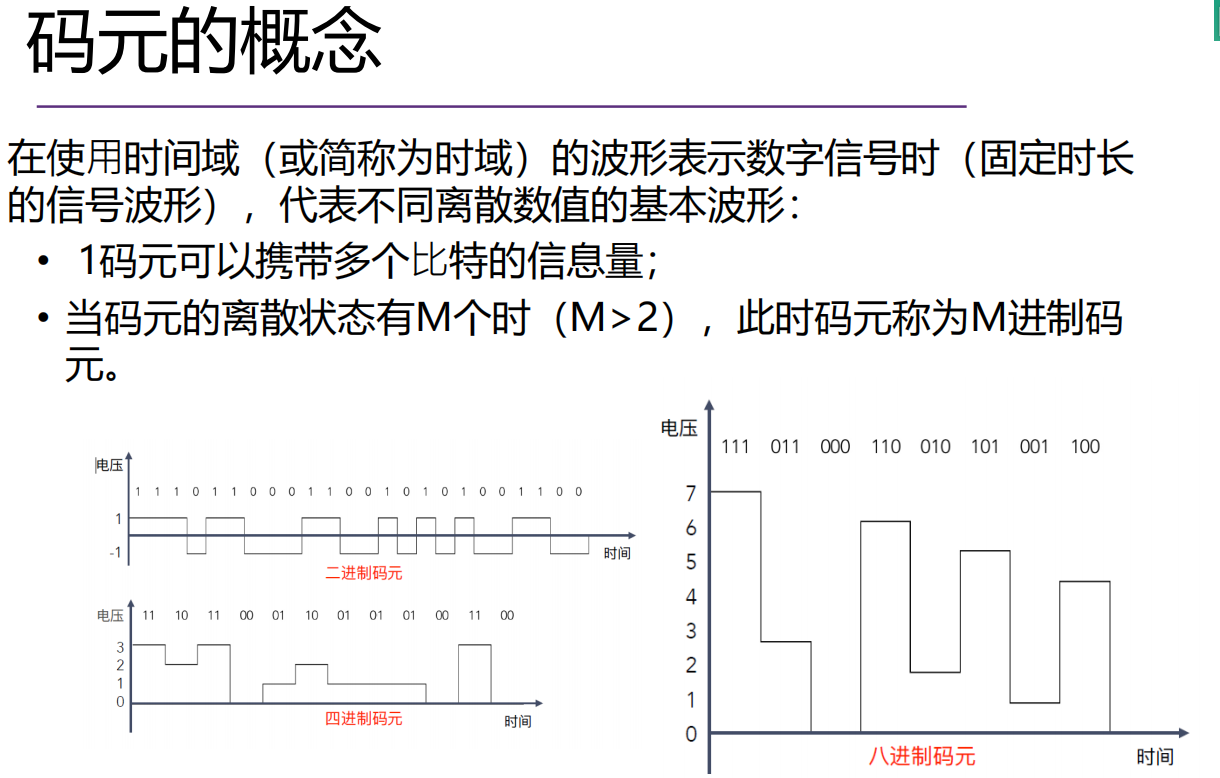 码元的概念
在使用时间域（或简称为时域）的波形表示数字信号时（固定时长
的信号波形），代表不同离散数值的基本波形：
• 1码元可以携带多个比特的信息量；
• 当码元的离散状态有M个时（M>2），此时码元称为M进制码
元。
电压
1 1 1 0 1 1 0 0 0 1 1 0 0 1 0 1 0 1 0 0 1 1 0 0
1
-1
时间
二进制码元
电压
11 10 11 00 01 10 01 01 01 00 11 00
3
2
1
0
时间
四进制码元
电压
111 011 000 110 010 101 001 100
7
6
5
4
3
2
1
0
时间
八进制码元